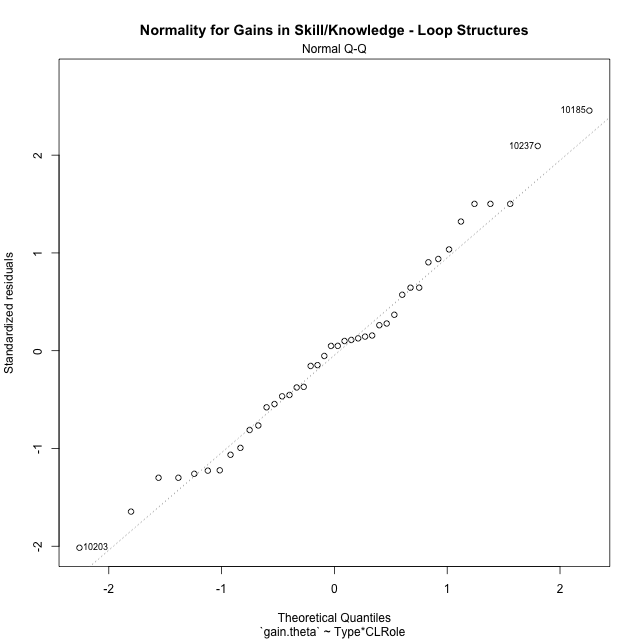 Normality for Gains in Skill/Knowledge - Loop Structures
Normal Q-Q
10185
10237
10203
Standardized residuals
2
1
0
-1
-2
-2 -1 0 1 2
Theoretical Quantiles
`gain.theta` ~ Type*CLRole